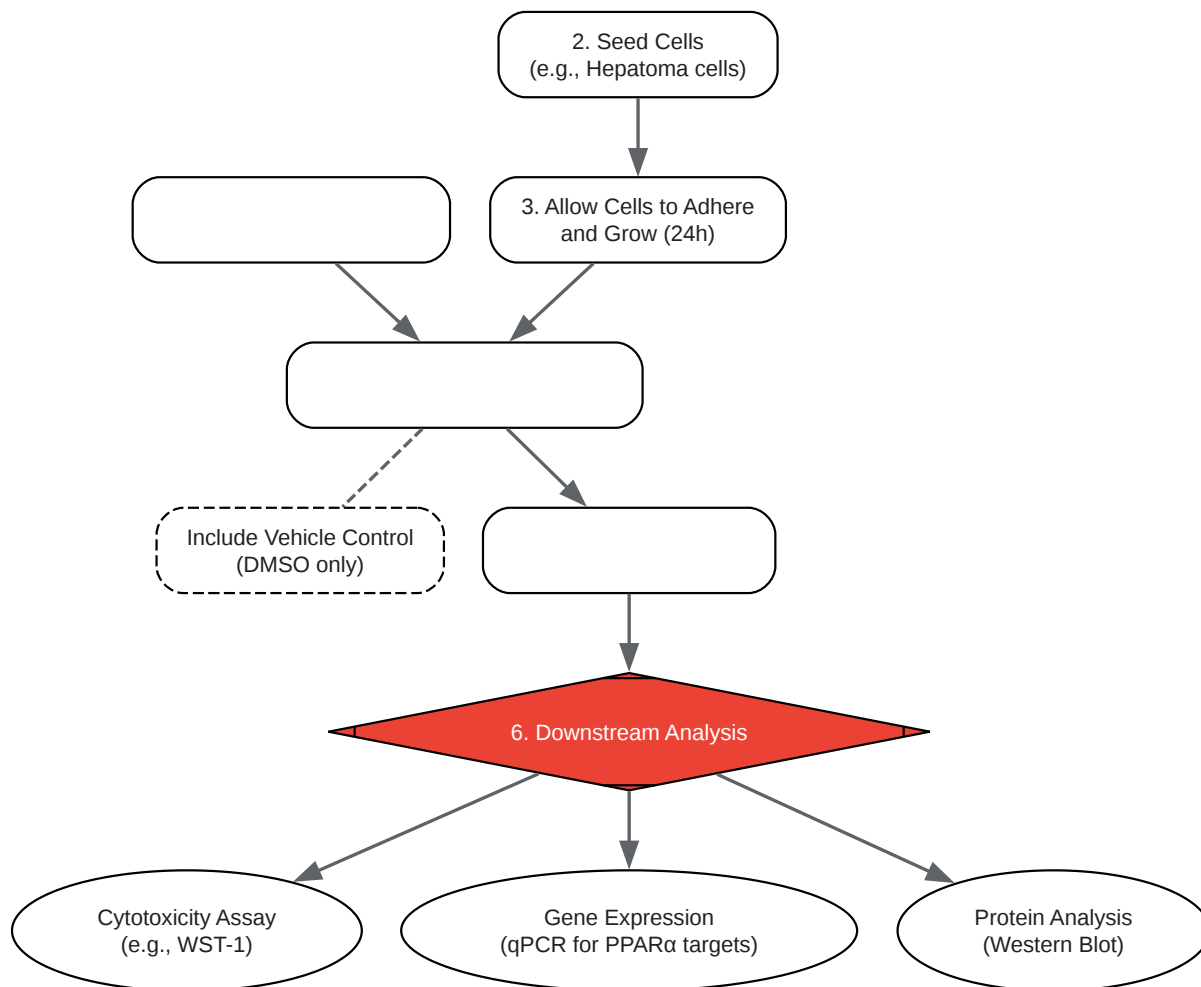 2. Seed Cells
(e.g., Hepatoma cells)
3. Allow Cells to Adhere
and Grow (24h)
Include Vehicle Control
(DMSO only)
6. Downstream Analysis
Cytotoxicity Assay
(e.g., WST-1)
Gene Expression
(qPCR for PPARα targets)
Protein Analysis
(Western Blot)